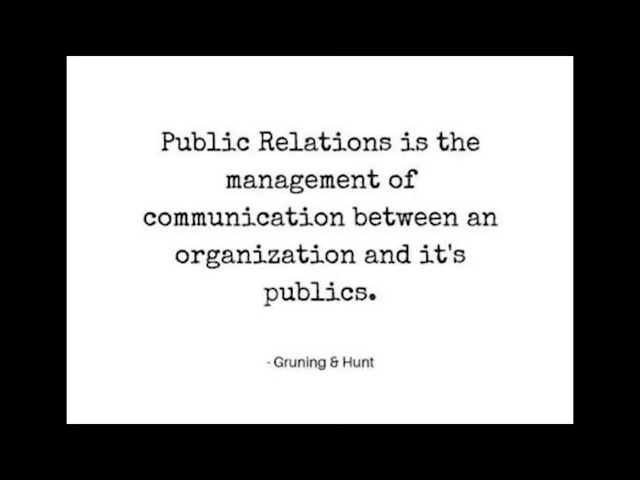 Public Relations is the
management of
communication between an
organization and it's
publics.
- Gruning & Hunt